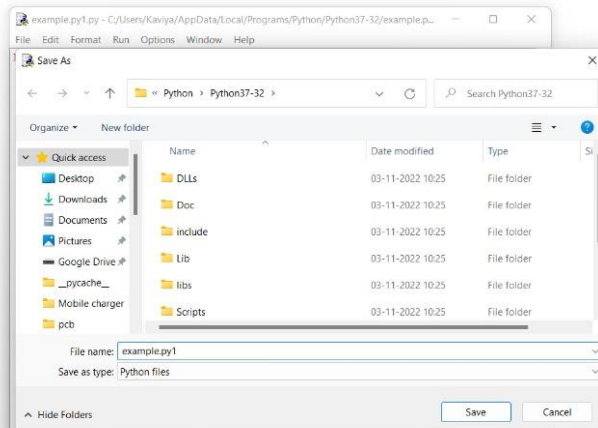 example.py1.py - C:/Users/Kaviya/AppData/Local/Programs/Python/Python37-32/example.p...
File Edit Format Run Options Window Help
Save As
« Python > Python37-32 >
Search Python37-32
Organize New folder
Name Date modified Type Si
Quick access
Desktop
Downloads
Documents
Pictures
Google Drive
__pycache__
Mobile charger
pcb
DLLs 03-11-2022 10:25 File folder
Doc 03-11-2022 10:25 File folder
include 03-11-2022 10:25 File folder
Lib 03-11-2022 10:25 File folder
libs 03-11-2022 10:25 File folder
Scripts 03-11-2022 10:25 File folder
File name: example.py1
Save as type: Python files
Hide Folders Save Cancel